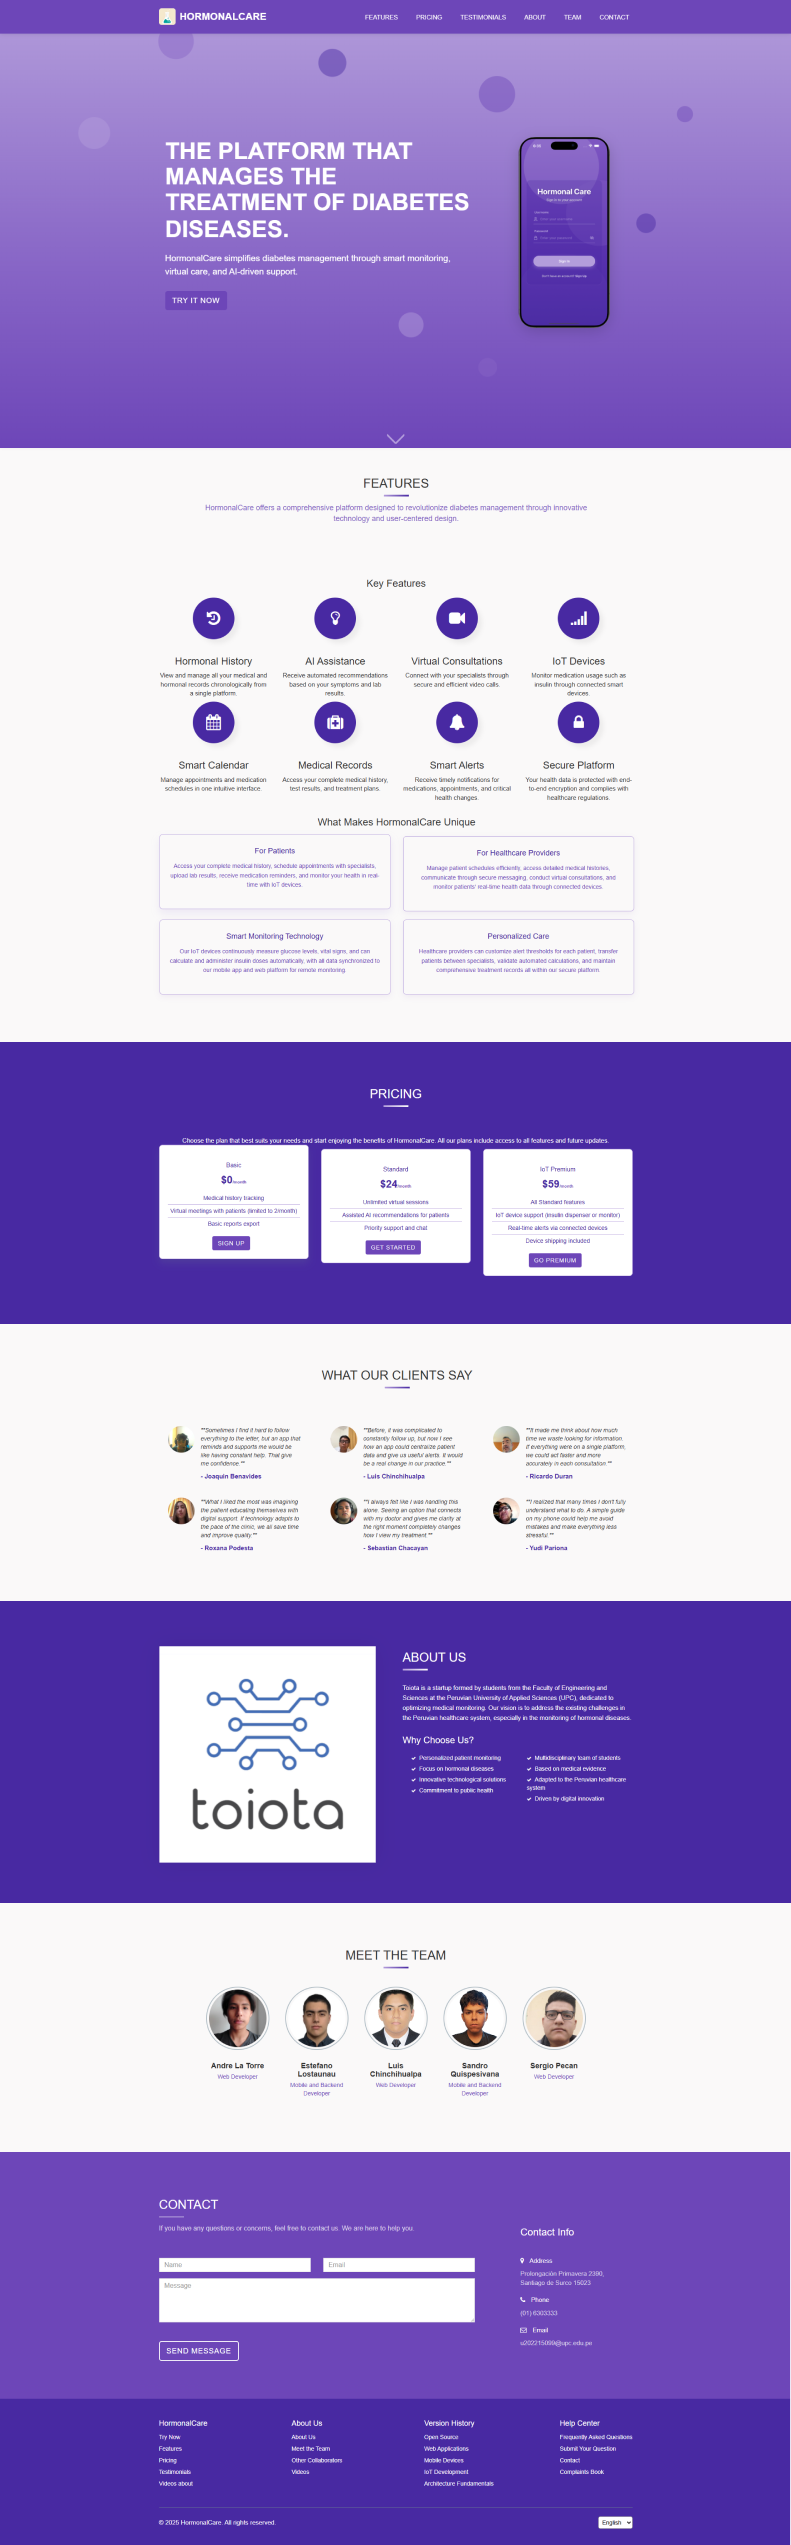 HORMONALCARE
FEATURES
PRICING
TESTIMONIALS
ABOUT
TEAM
CONTACT
THE PLATFORM THAT
MANAGES THE
TREATMENT OF DIABETES
DISEASES.
HormonalCare simplifies diabetes management through smart monitoring,
virtual care, and AI-driven support.
TRY IT NOW
Hormonal Care
Sign In
FEATURES
HormonalCare offers a comprehensive platform designed to revolutionize diabetes management through innovative
technology and user-centered design.
Key Features
Hormonal History
View and manage all your medical and
hormonal records chronologically from
a single platform.
AI Assistance
Receive automated recommendations
based on your symptoms and lab
results.
Virtual Consultations
Connect with your specialists through
secure and efficient video calls.
IoT Devices
Monitor medication usage such as
insulin through connected smart
devices.
Smart Calendar
Manage appointments and medication
schedules in one intuitive interface.
Medical Records
Access your complete medical history,
test results, and treatment plans.
Smart Alerts
Receive timely notifications for
medications, appointments, and critical
health changes.
Secure Platform
Your health data is protected with end-
to-end encryption and complies with
healthcare regulations.
What Makes HormonalCare Unique
For Patients
Access your complete medical history, schedule appointments with specialists,
upload lab results, receive medication reminders, and monitor your health in real-
time with IoT devices.
For Healthcare Providers
Manage patient schedules efficiently, access detailed medical histories,
communicate through secure messaging, conduct virtual consultations, and
monitor patients' real-time health data through connected devices.
Smart Monitoring Technology
Our IoT devices continuously measure glucose levels, vital signs, and can
calculate and administer insulin doses automatically, with all data synchronized to
our mobile app and web platform for remote monitoring.
Personalized Care
Healthcare providers can customize alert thresholds for each patient, transfer
patients between specialists, validate automated calculations, and maintain
comprehensive treatment records all within our secure platform.
PRICING
Choose the plan that best suits your needs and start enjoying the benefits of HormonalCare. All our plans include access to all features and future updates.
Basic
$0/month
Medical history tracking
Virtual meetings with patients (limited to 2/month)
Basic reports export
SIGN UP
Standard
$24/month
Unlimited virtual sessions
Assisted AI recommendations for patients
Priority support and chat
GET STARTED
IoT Premium
$59/month
All Standard features
IoT device support (insulin dispenser or monitor)
Real-time alerts via connected devices
Device shipping included
GO PREMIUM
WHAT OUR CLIENTS SAY
""Sometimes I find it hard to follow
everything to the letter, but an app that
reminds and supports me would be
like having constant help. That give
me confidence.""
- Joaquin Benavides
""Before, it was complicated to
constantly follow up, but now I see
how an app could centralize patient
data and give us useful alerts. It would
be a real change in our practice.""
- Luis Chinchihualpa
""It made me think about how much
time we waste looking for information.
If everything were on a single platform,
we could act faster and more
accurately in each consultation.""
- Ricardo Duran
""What I liked the most was imagining
the patient educating themselves with
digital support. If technology adapts to
the pace of the clinic, we all save time
and improve quality.""
- Roxana Podesta
""I always felt like I was handling this
alone. Seeing an option that connects
with my doctor and gives me clarity at
the right moment completely changes
how I view my treatment.""
- Sebastian Chacayan
""I realized that many times I don't fully
understand what to do. A simple guide
on my phone could help me avoid
mistakes and make everything less
stressful.""
- Yudi Pariona
toiota
ABOUT US
Toiota is a startup formed by students from the Faculty of Engineering and
Sciences at the Peruvian University of Applied Sciences (UPC), dedicated to
optimizing medical monitoring. Our vision is to address the existing challenges in
the Peruvian healthcare system, especially in the monitoring of hormonal diseases.
Why Choose Us?
Personalized patient monitoring
Focus on hormonal diseases
Innovative technological solutions
Commitment to public health
Multidisciplinary team of students
Based on medical evidence
Adapted to the Peruvian healthcare
system
Driven by digital innovation
MEET THE TEAM
Andre La Torre
Web Developer
Estefano
Lostaunau
Mobile and Backend
Developer
Luis
Chinchihualpa
Web Developer
Sandro
Quispesivana
Mobile and Backend
Developer
Sergio Pecan
Web Developer
CONTACT
If you have any questions or concerns, feel free to contact us. We are here to help you.
Name
Email
Message
SEND MESSAGE
Contact Info
Address
Prolongación Primavera 2390,
Santiago de Surco 15023
Phone
(01) 6303333
Email
u202215099@upc.edu.pe
HormonalCare
Try Now
Features
Pricing
Testimonials
Videos about
About Us
About Us
Meet the Team
Other Collaborators
Videos
Version History
Open Source
Web Applications
Mobile Devices
IoT Development
Architecture Fundamentals
Help Center
Frequently Asked Questions
Submit Your Question
Contact
Complaints Book
© 2025 HormonalCare. All rights reserved.
English